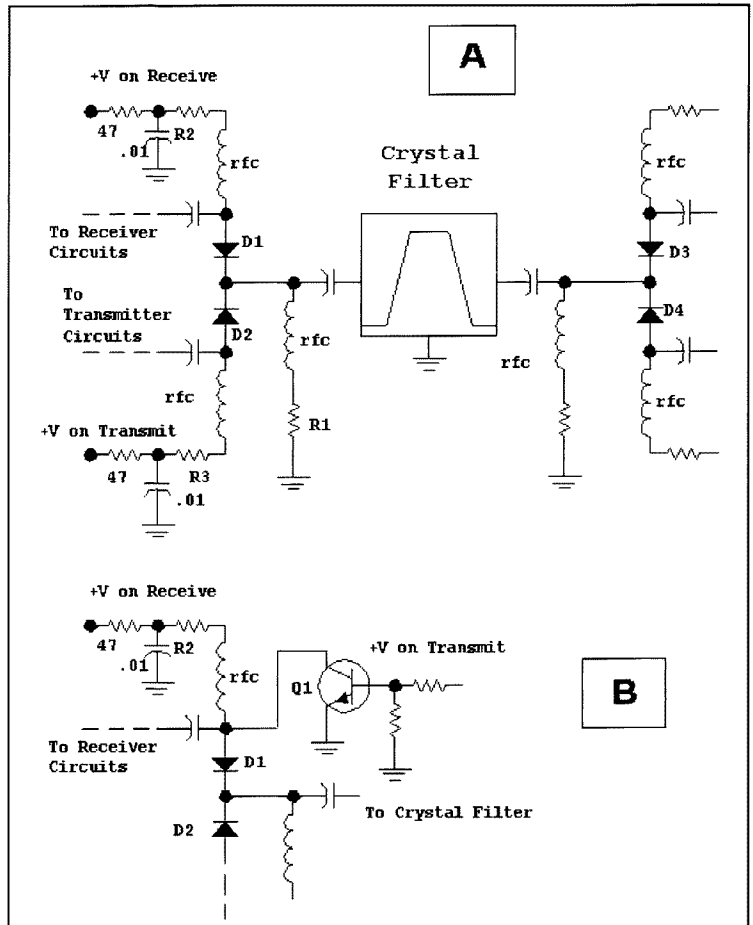 A
+V on Receive
47
R2
.01
rfc
rfc
Crystal
Filter
To Receiver
Circuits
D1
D3
To
Transmitter
Circuits
D2
D4
rfc
rfc
rfc
rfc
R1
+V on Transmit
47
R3
.01
+V on Receive
47
R2
.01
rfc
+V on Transmit
Q1
B
To Receiver
Circuits
D1
D2
To Crystal Filter